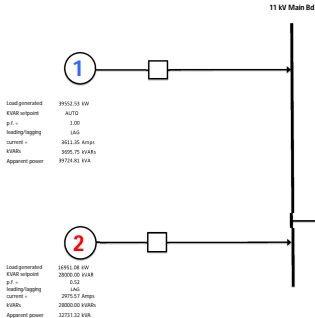 11 kV Main Bd
1
Load generated 39552.53 kW
KVAR setpoint AUTO
p.f. = 1.00
leading/lagging LAG
current = 3611.35 Amps
kVARs 3695.75 kVARs
Apparent power 39724.81 kVA
2
Load generated 16951.08 kW
KVAR setpoint 28000.00 kVAR
p.f. = 0.52
leading/lagging LAG
current = 2975.57 Amps
kVARs 28000.00 kVARs
Apparent power 32731.32 kVA